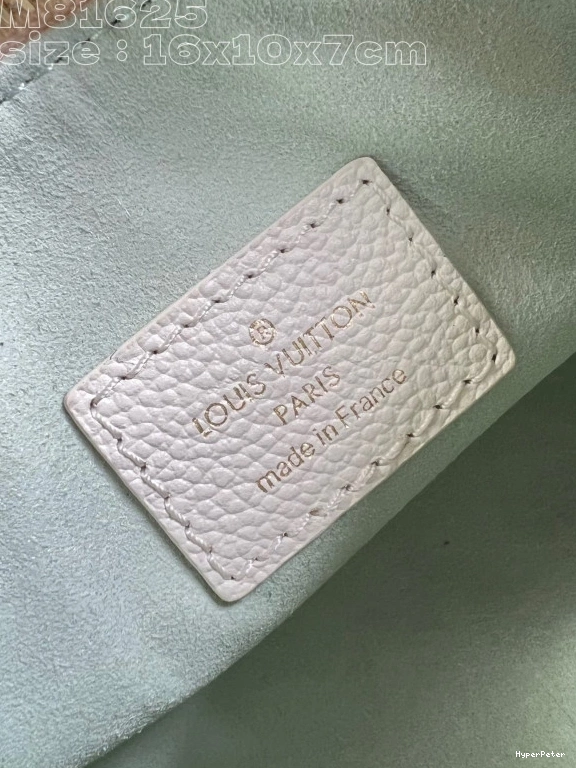 M81625
size : 16x10x7cm
®
LOUIS VUITTON
PARIS
made in France
HyperPeter